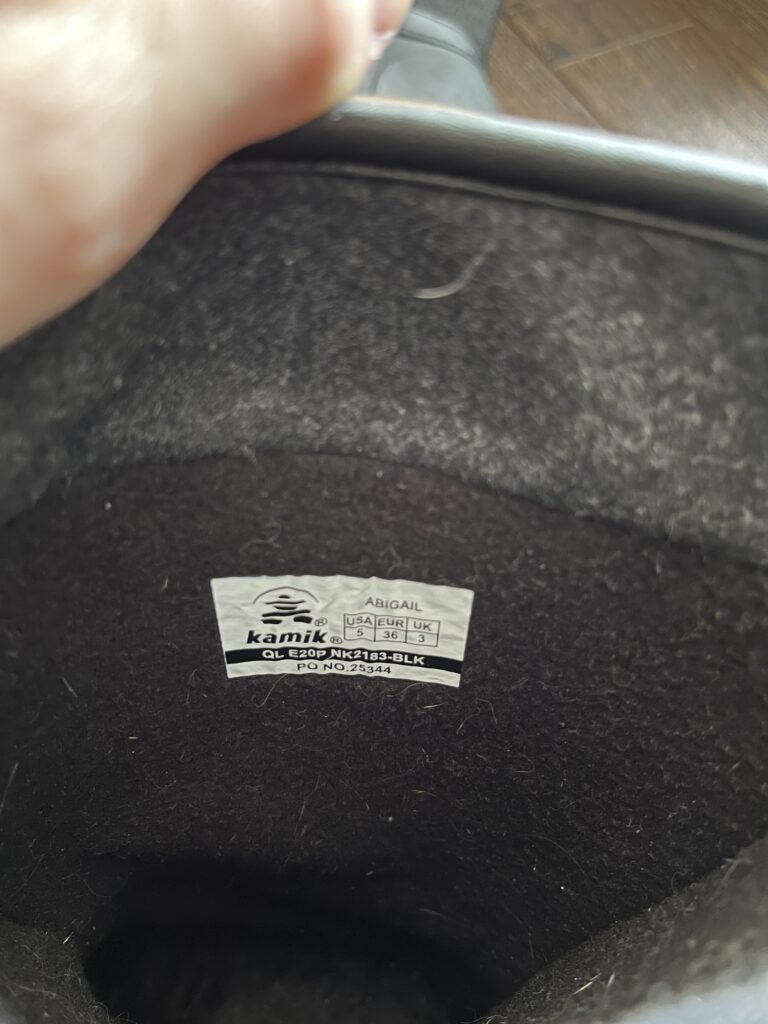 ABIGAIL
kamik®
USA EUR UK
5 36 3
QL E20P NK2183-BLK
PO NO.25344